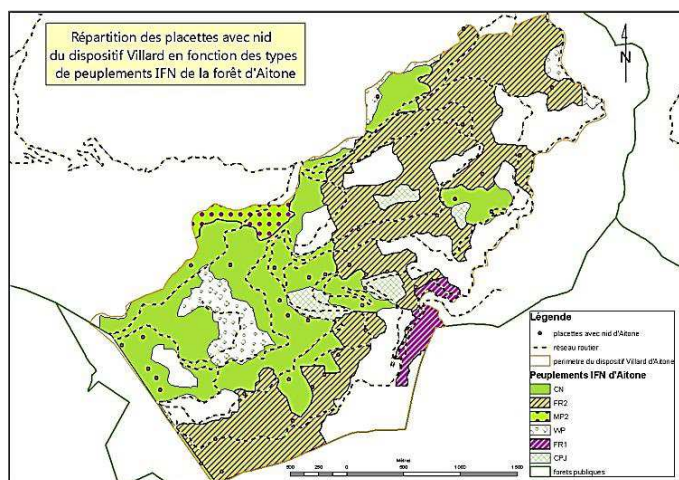 Répartition des placettes avec nid
du dispositif Villard en fonction des types
de peuplements IFN de la forêt d'Aitone
N
Légende
placettes avec nid d'Aitone
réseau routier
périmetre du dispositif Villard d'Aitone
Peuplements IFN d'Aitone
CN
FR2
MP2
WP
FR1
CPJ
forets publiques
Mètres
500 250 0 500 1 000 1 500